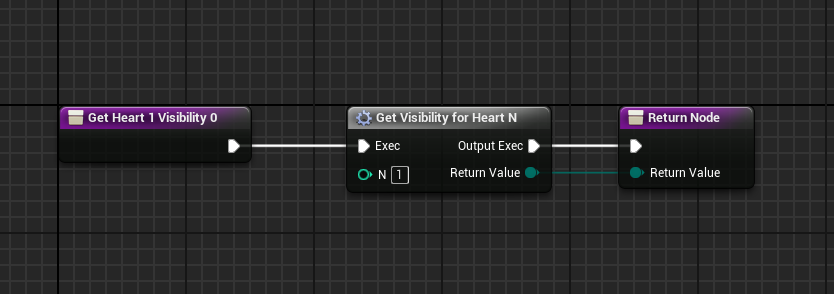 Get Heart 1 Visibility 0
Get Visibility for Heart N
Exec
Output Exec
N 1
Return Value
Return Node
Return Value